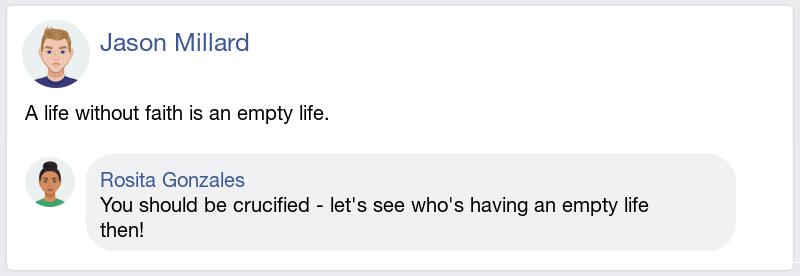 Jason Millard
A life without faith is an empty life.
Rosita Gonzales
You should be crucified - let's see who's having an empty life
then!